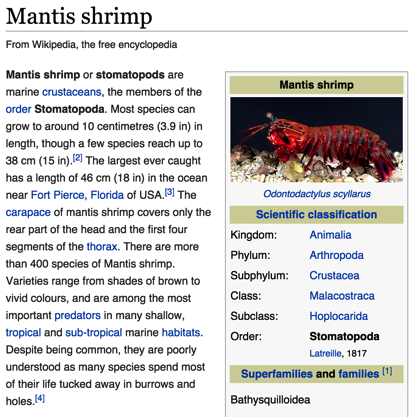 Mantis shrimp
From Wikipedia, the free encyclopedia
Mantis shrimp or stomatopods are
marine crustaceans, the members of the
order Stomatopoda. Most species can
grow to around 10 centimetres (3.9 in) in
length, though a few species reach up to
38 cm (15 in).[2] The largest ever caught
has a length of 46 cm (18 in) in the ocean
near Fort Pierce, Florida of USA.[3] The
carapace of mantis shrimp covers only the
rear part of the head and the first four
segments of the thorax. There are more
than 400 species of Mantis shrimp.
Varieties range from shades of brown to
vivid colours, and are among the most
important predators in many shallow,
tropical and sub-tropical marine habitats.
Despite being common, they are poorly
understood as many species spend most
of their life tucked away in burrows and
holes.[4]
Mantis shrimp
Odontodactylus scyllarus
Scientific classification
Kingdom: Animalia
Phylum: Arthropoda
Subphylum: Crustacea
Class: Malacostraca
Subclass: Hoplocarida
Order: Stomatopoda
Latreille, 1817
Superfamilies and families [1]
Bathysquilloidea